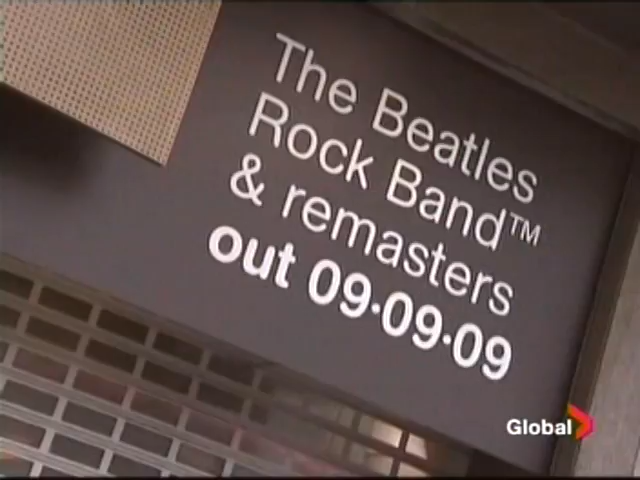 The Beatles
Rock Band™
& remasters
out 09·09·09
Global